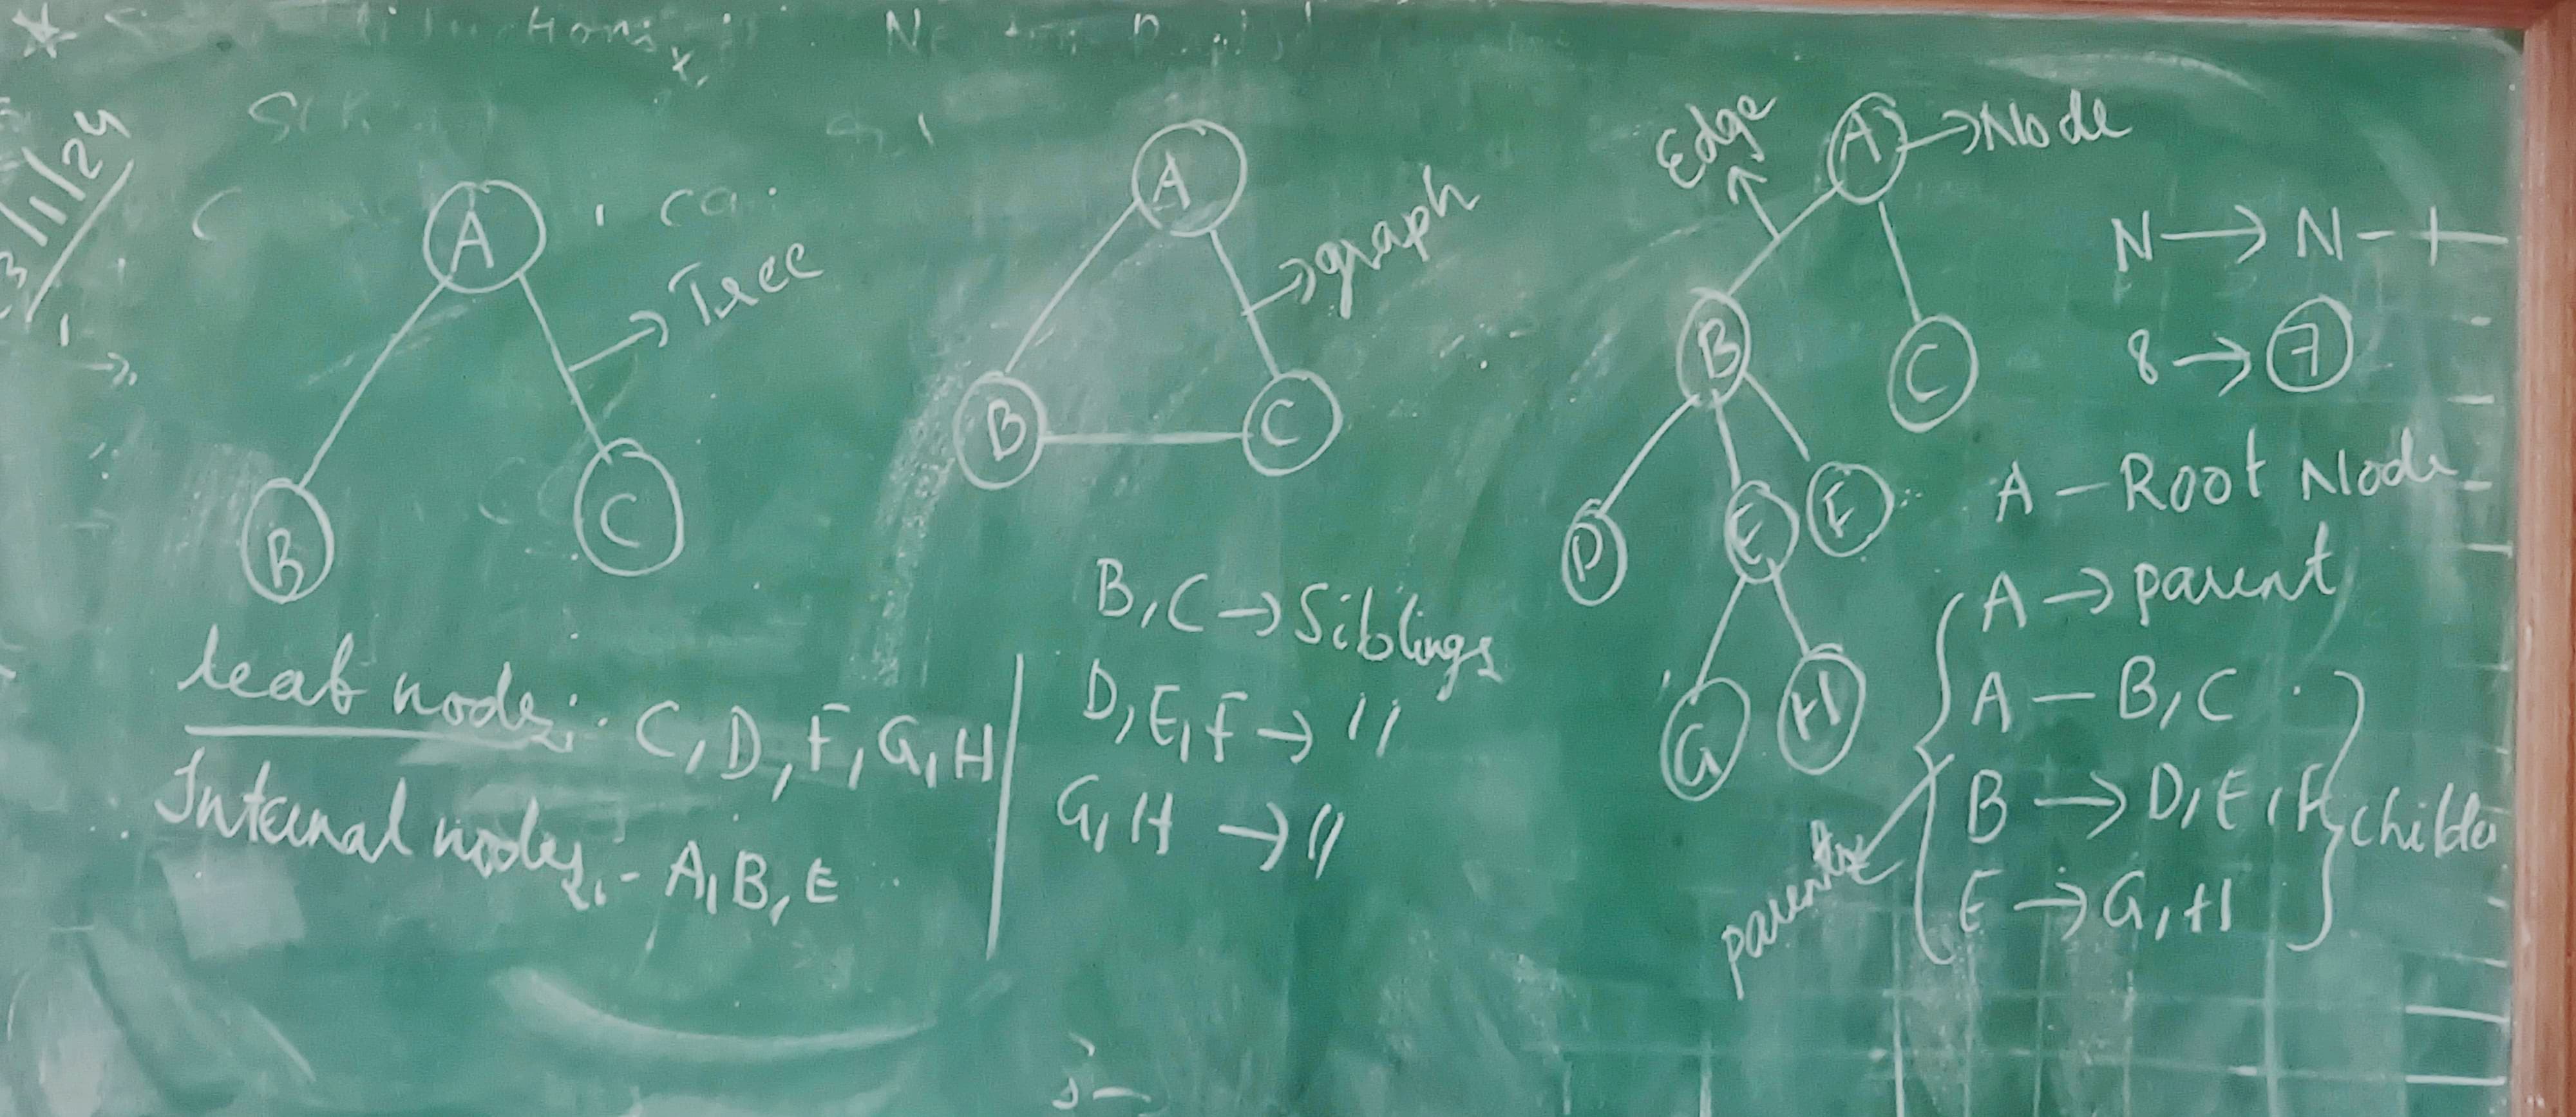 3/1/24
A
B
C
→ Tree
A
B
C
→ graph
Edge
A → Node
B
C
D
E
F
G
H
N → N-1
8 → 7
A - Root Node
A → parent
A - B, C
B → D, E, F
E → G, H
parents
childs
leaf nodes:- C, D, F, G, H
Internal nodes:- A, B, E
B, C → Siblings
D, E, F → "
G, H → "